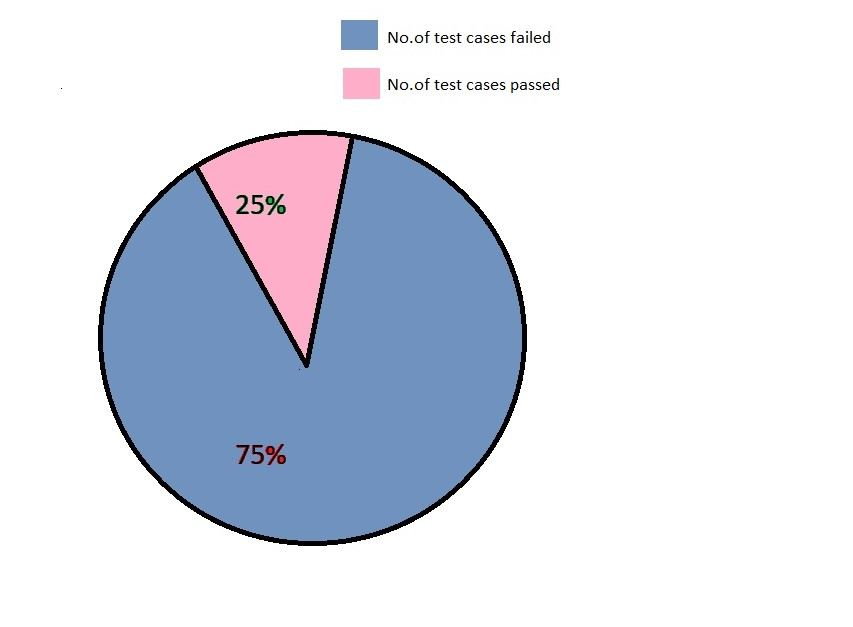 No.of test cases failed
No.of test cases passed
25%
75%